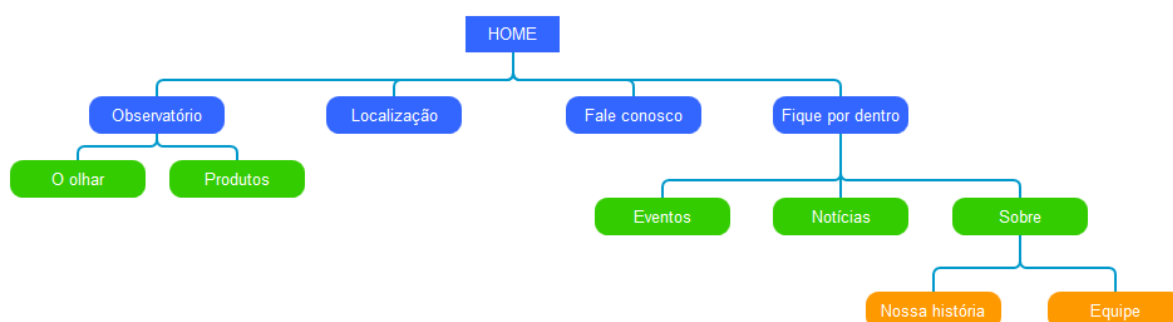 HOME
Observatório
Localização
Fale conosco
Fique por dentro
O olhar
Produtos
Eventos
Notícias
Sobre
Nossa história
Equipe